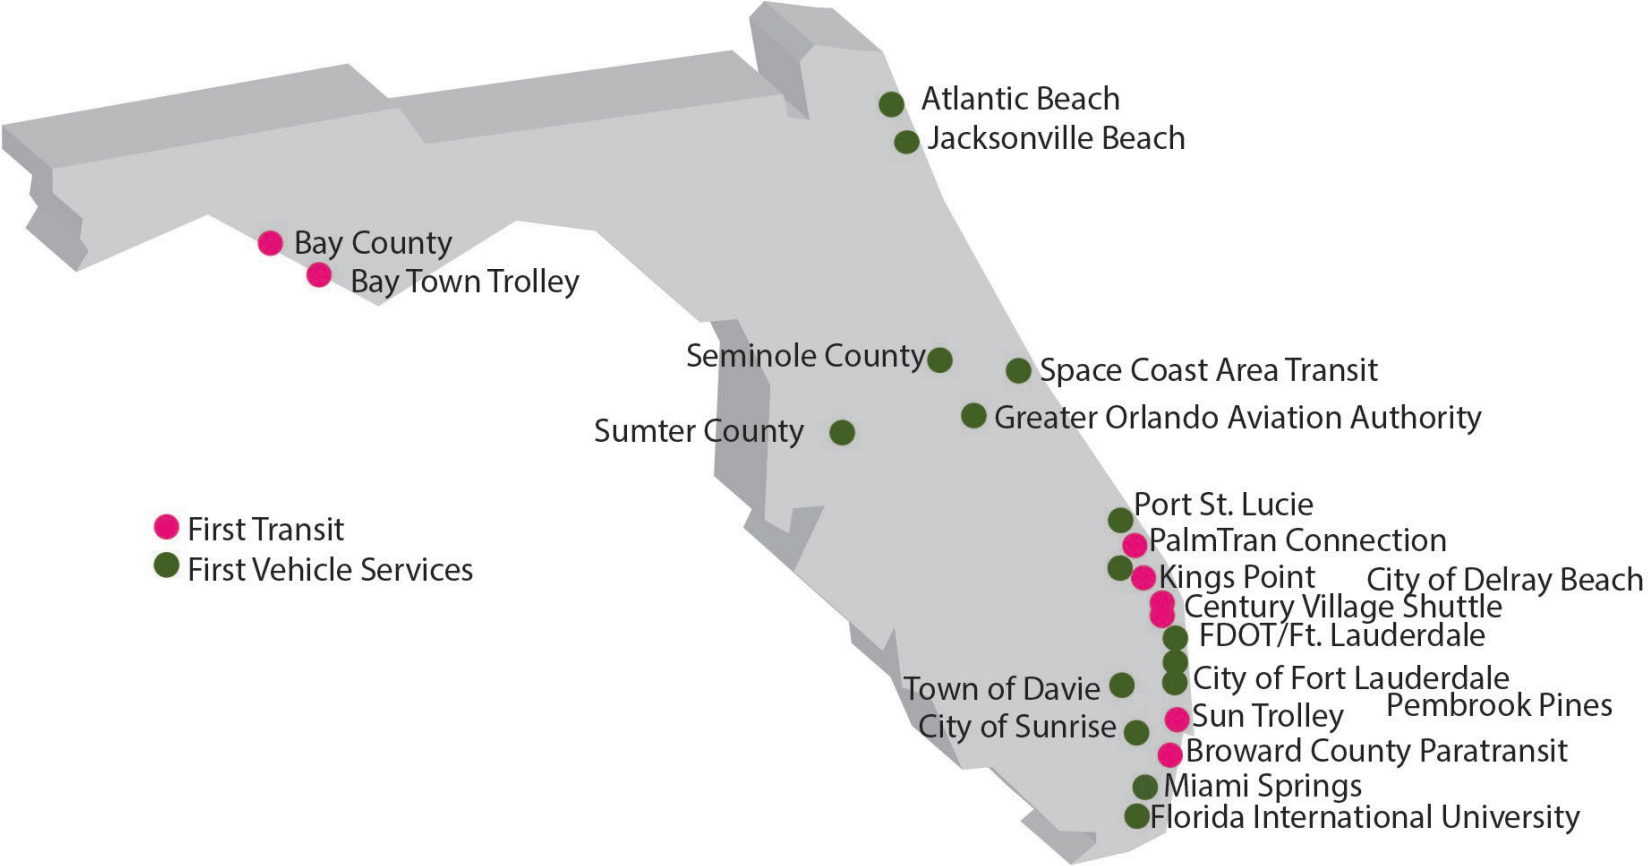 Atlantic Beach
Jacksonville Beach
Bay County
Bay Town Trolley
Seminole County
Space Coast Area Transit
Greater Orlando Aviation Authority
Sumter County
Port St. Lucie
First Transit
PalmTran Connection
First Vehicle Services
Kings Point
City of Delray Beach
Century Village Shuttle
FDOT/Ft. Lauderdale
City of Fort Lauderdale
Town of Davie
Pembrook Pines
Sun Trolley
City of Sunrise
Broward County Paratransit
Miami Springs
Florida International University